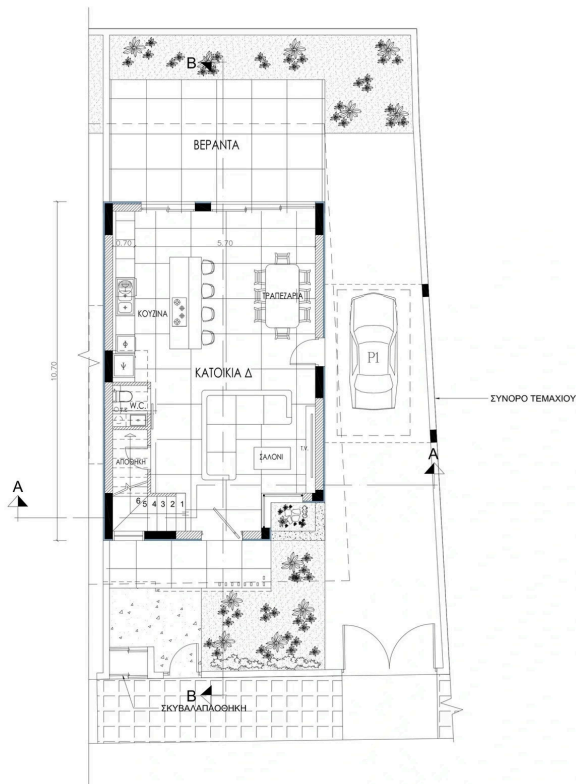 B
ΒΕΡΑΝΤΑ
0.70
5.70
ΤΡΑΠΕΖΑΡΙΑ
ΚΟΥΖΙΝΑ
P1
ΚΑΤΟΙΚΙΑ Δ
10.70
ΣΥΝΟΡΟ ΤΕΜΑΧΙΟΥ
W.C.
ΣΑΛΟΝΙ
T.V.
ΑΠΟΘΗΚΗ
A
A
6 5 4 3 2 1
B
ΣΚΥΒΑΛΑΠΛΟΘΗΚΗ